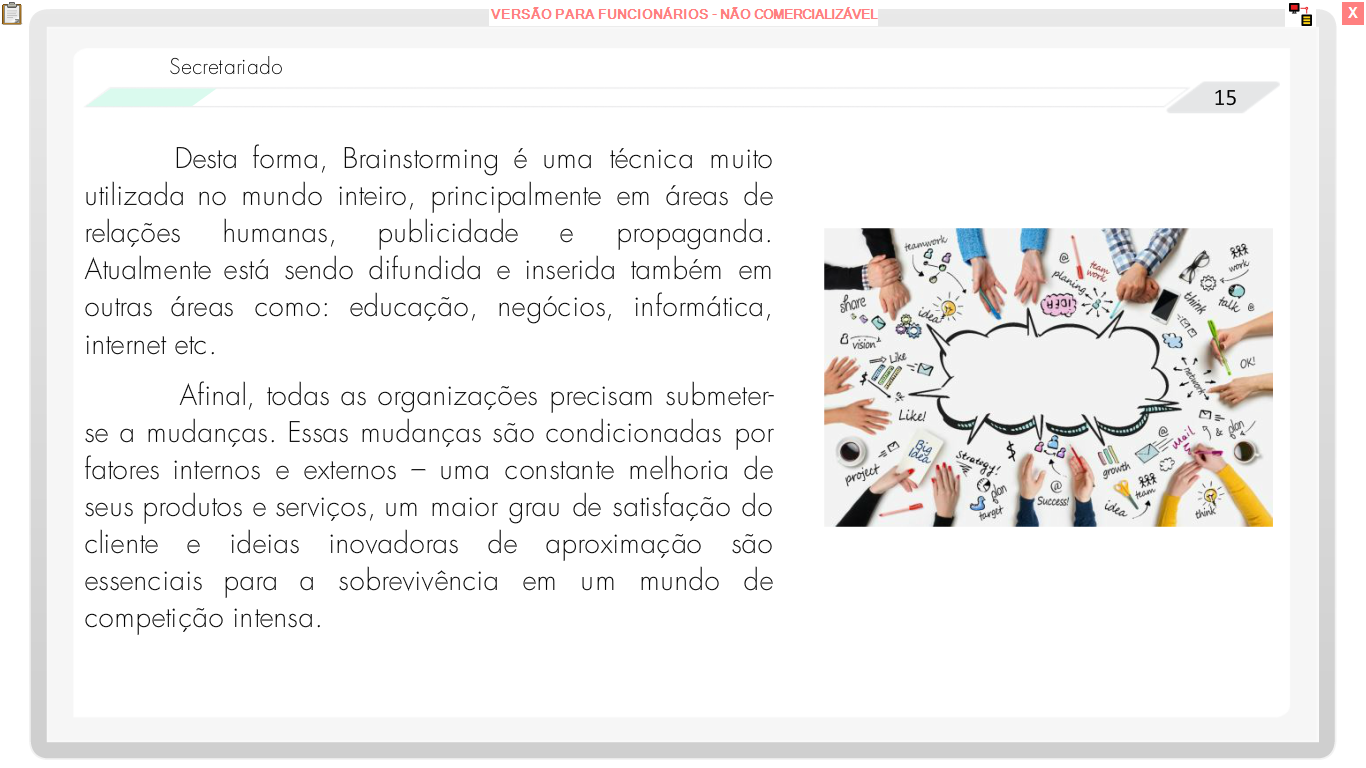 VERSÃO PARA FUNCIONÁRIOS - NÃO COMERCIALIZÁVEL
X
Secretariado
15
Desta forma, Brainstorming é uma técnica muito
utilizada no mundo inteiro, principalmente em áreas de
relações humanas, publicidade e propaganda.
Atualmente está sendo difundida e inserida também em
outras áreas como: educação, negócios, informática,
internet etc.
Afinal, todas as organizações precisam submeter-
se a mudanças. Essas mudanças são condicionadas por
fatores internos e externos – uma constante melhoria de
seus produtos e serviços, um maior grau de satisfação do
cliente e ideias inovadoras de aproximação são
essenciais para a sobrevivência em um mundo de
competição intensa.
teamwork
@
planing
team
work
work
share
idea
IDEA
think
talk
@
vision
Like
$
network
OK!
Like!
project
Big
idea
Strategy!
$
plan
target
@
Success!
growth
@
Mail
& plan
team
idea
think